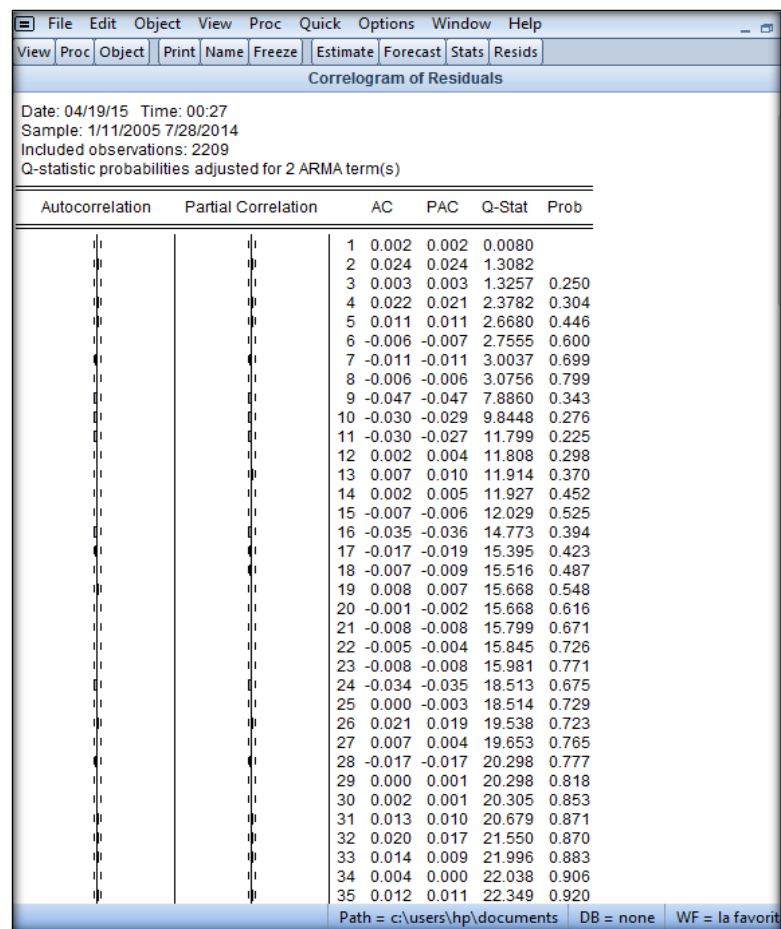 File Edit Object View Proc Quick Options Window Help
View Proc Object Print Name Freeze Estimate Forecast Stats Resids
Correlogram of Residuals
Date: 04/19/15 Time: 00:27
Sample: 1/11/2005 7/28/2014
Included observations: 2209
Q-statistic probabilities adjusted for 2 ARMA term(s)
Autocorrelation Partial Correlation AC PAC Q-Stat Prob
1 0.002 0.002 0.0080
2 0.024 0.024 1.3082
3 0.003 0.003 1.3257 0.250
4 0.022 0.021 2.3782 0.304
5 0.011 0.011 2.6680 0.446
6 -0.006 -0.007 2.7555 0.600
7 -0.011 -0.011 3.0037 0.699
8 -0.006 -0.006 3.0756 0.799
9 -0.047 -0.047 7.8860 0.343
10 -0.030 -0.029 9.8448 0.276
11 -0.030 -0.027 11.799 0.225
12 0.002 0.004 11.808 0.298
13 0.007 0.010 11.914 0.370
14 0.002 0.005 11.927 0.452
15 -0.007 -0.006 12.029 0.525
16 -0.035 -0.036 14.773 0.394
17 -0.017 -0.019 15.395 0.423
18 -0.007 -0.009 15.516 0.487
19 0.008 0.007 15.668 0.548
20 -0.001 -0.002 15.668 0.616
21 -0.008 -0.008 15.799 0.671
22 -0.005 -0.004 15.845 0.726
23 -0.008 -0.008 15.981 0.771
24 -0.034 -0.035 18.513 0.675
25 0.000 -0.003 18.514 0.729
26 0.021 0.019 19.538 0.723
27 0.007 0.004 19.653 0.765
28 -0.017 -0.017 20.298 0.777
29 0.000 0.001 20.298 0.818
30 0.002 0.001 20.305 0.853
31 0.013 0.010 20.679 0.871
32 0.020 0.017 21.550 0.870
33 0.014 0.009 21.996 0.883
34 0.004 0.000 22.038 0.906
35 0.012 0.011 22.349 0.920
Path = c:\users\hp\documents DB = none WF = la favorit